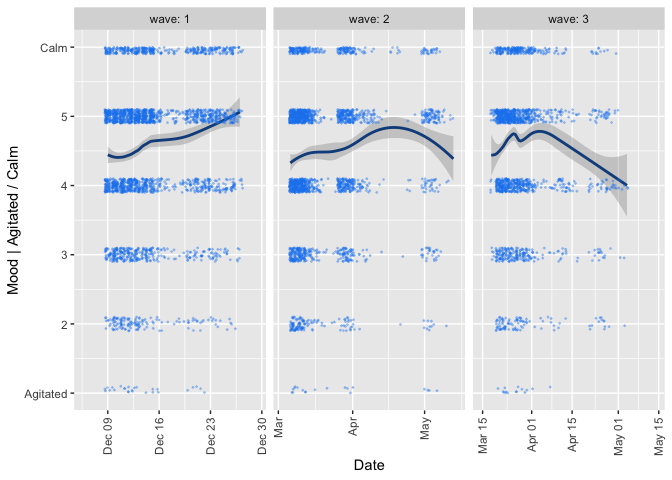 wave: 1
wave: 2
wave: 3
Mood | Agitated / Calm
Calm
5
4
3
2
Agitated
Dec 09
Dec 16
Dec 23
Dec 30
Mar
Apr
May
Mar 15
Apr 01
Apr 15
May 01
May 15
Date